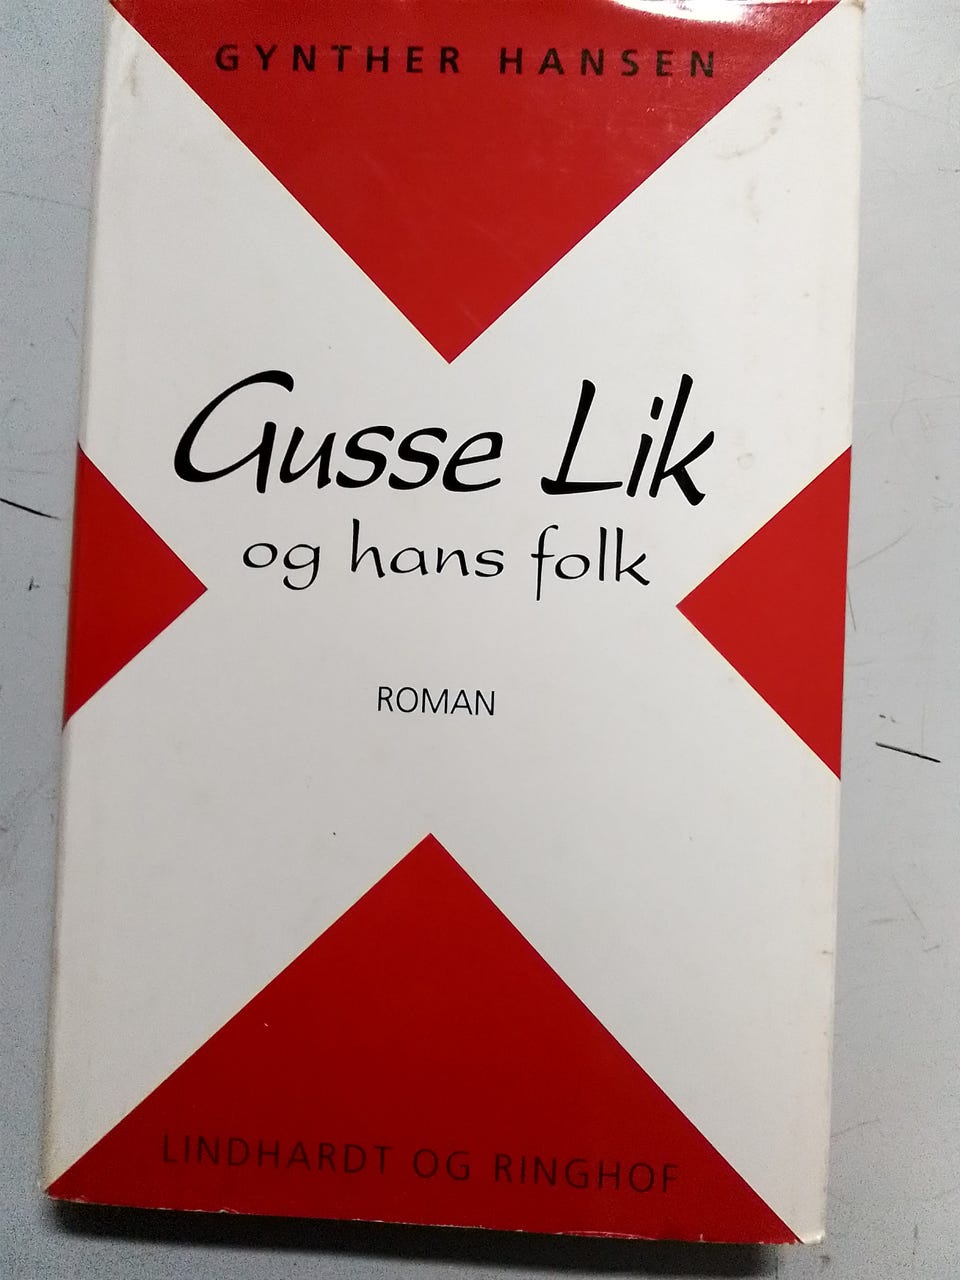 GYNTHER HANSEN
Gusse Lik
og hans folk
ROMAN
LINDHARDT OG RINGHOF